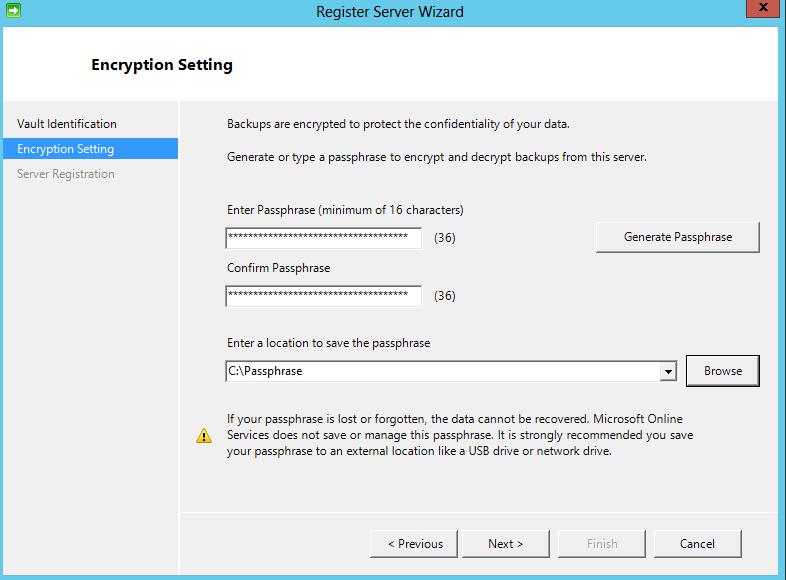 Register Server Wizard
x
Encryption Setting
Vault Identification
Encryption Setting
Server Registration
Backups are encrypted to protect the confidentiality of your data.
Generate or type a passphrase to encrypt and decrypt backups from this server.
Enter Passphrase (minimum of 16 characters)
************************************ (36)
Generate Passphrase
Confirm Passphrase
************************************ (36)
Enter a location to save the passphrase
C:\Passphrase
Browse
If your passphrase is lost or forgotten, the data cannot be recovered. Microsoft Online
Services does not save or manage this passphrase. It is strongly recommended you save
your passphrase to an external location like a USB drive or network drive.
< Previous
Next >
Finish
Cancel